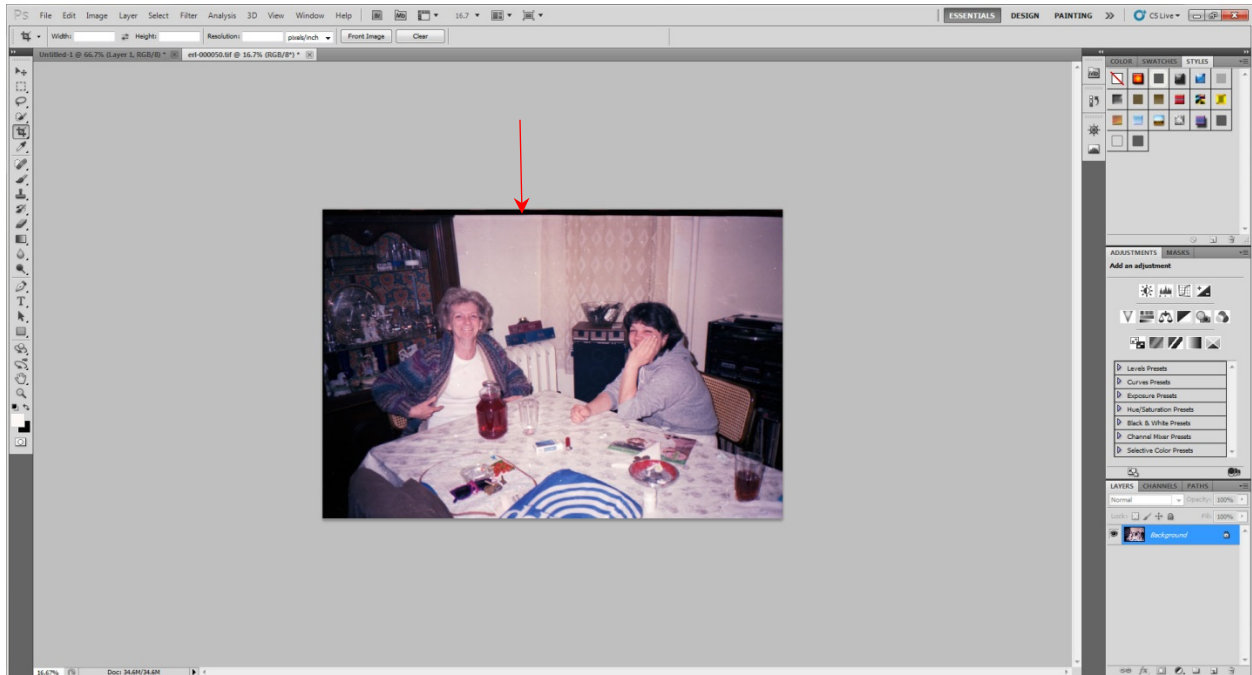 PS File Edit Image Layer Select Filter Analysis 3D View Window Help Br Mb 16.7 ESSENTIALS DESIGN PAINTING CS Live
Width: Height: Resolution: pixels/inch Front Image Clear
Untitled-1 @ 66.7% (Layer 1, RGB/8) * erl-000050.tif @ 16.7% (RGB/8*) *
COLOR SWATCHES STYLES
ADJUSTMENTS MASKS
Add an adjustment
Levels Presets
Curves Presets
Exposure Presets
Hue/Saturation Presets
Black & White Presets
Channel Mixer Presets
Selective Color Presets
LAYERS CHANNELS PATHS
Normal Opacity: 100%
Lock: Fill: 100%
Background
16.67% Doc: 34.6M/34.6M